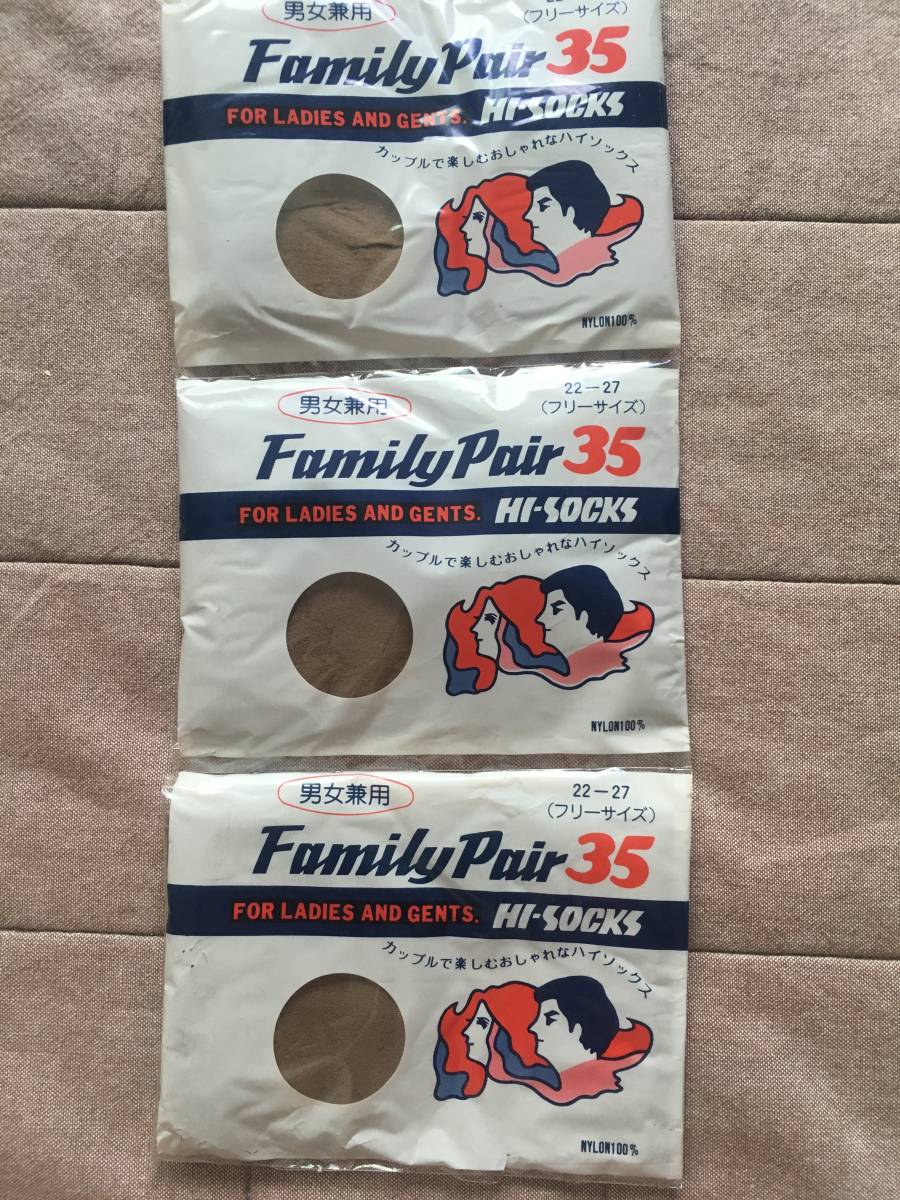 男女兼用
(フリーサイズ)
Family Pair 35
FOR LADIES AND GENTS. HI-SOCKS
カップルで楽しむおしゃれなハイソックス
NYLON100%
男女兼用
22-27
(フリーサイズ)
Family Pair 35
FOR LADIES AND GENTS. HI-SOCKS
カップルで楽しむおしゃれなハイソックス
NYLON100%
男女兼用
22-27
(フリーサイズ)
Family Pair 35
FOR LADIES AND GENTS. HI-SOCKS
カップルで楽しむおしゃれなハイソックス
NYLON100%